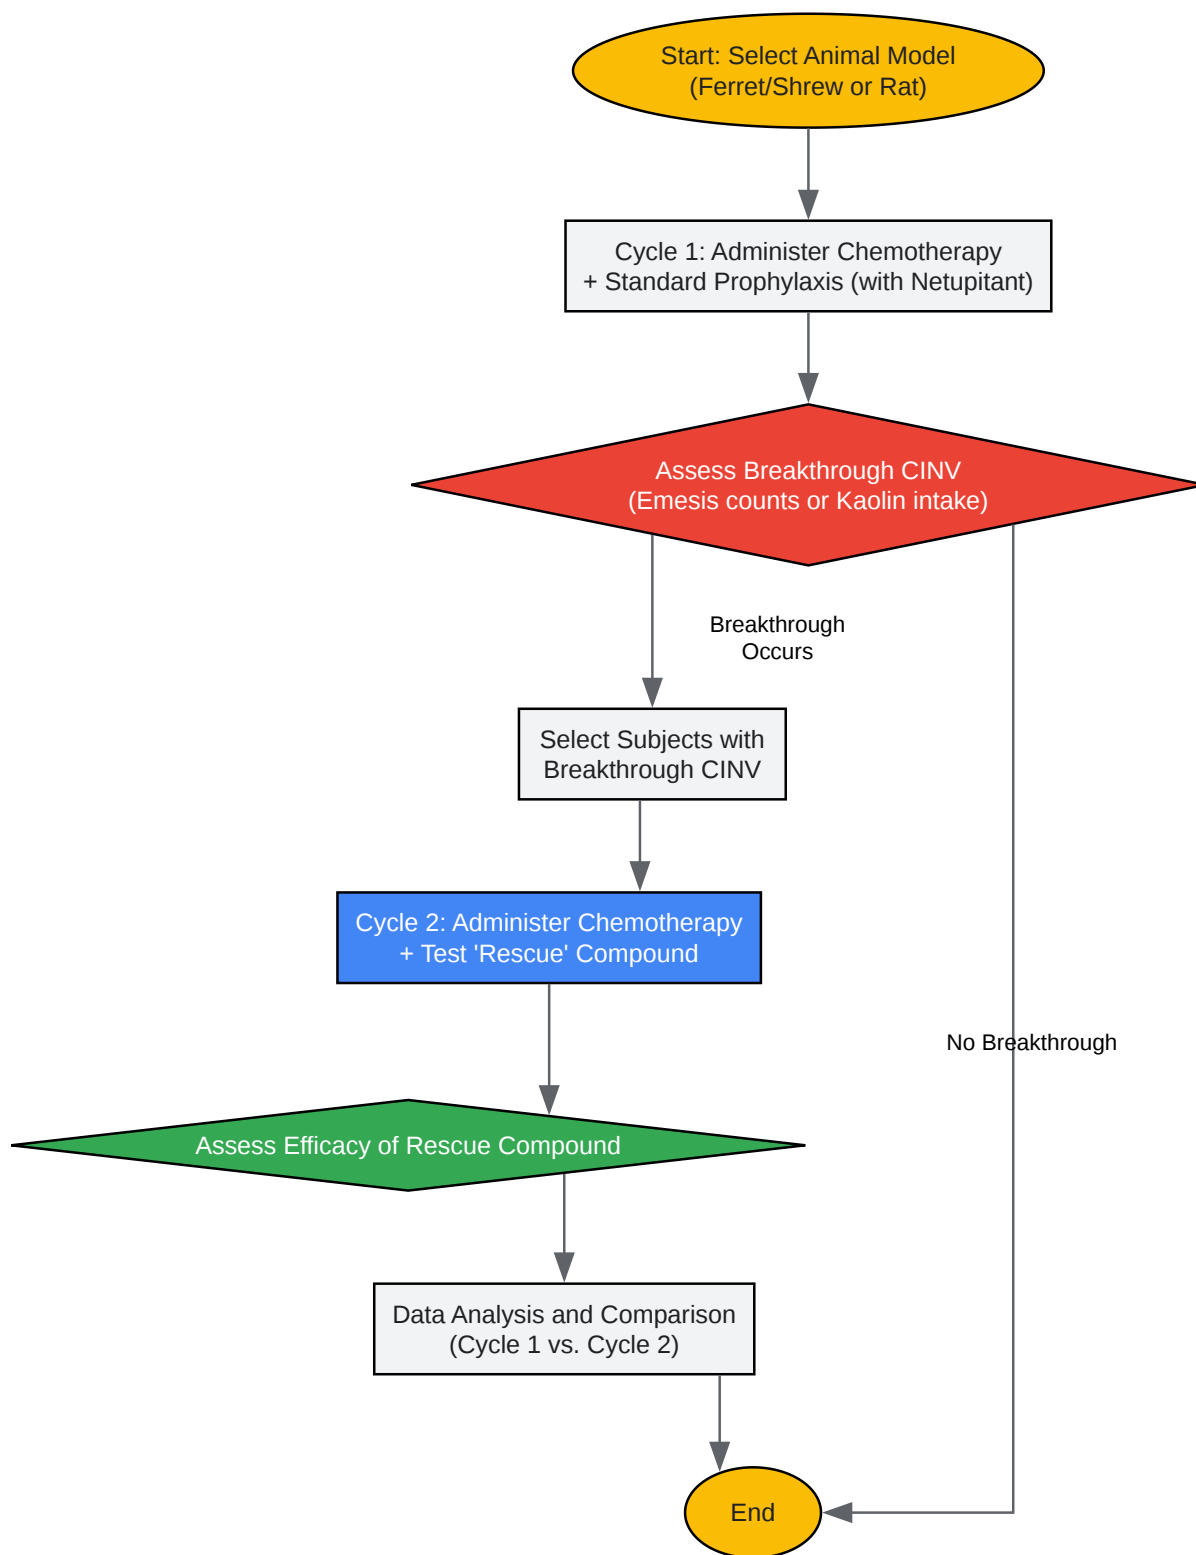 Start: Select Animal Model
(Ferret/Shrew or Rat)
Cycle 1: Administer Chemotherapy
+ Standard Prophylaxis (with Netupitant)
Assess Breakthrough CINV
(Emesis counts or Kaolin intake)
Breakthrough
Occurs
Select Subjects with
Breakthrough CINV
Cycle 2: Administer Chemotherapy
+ Test 'Rescue' Compound
No Breakthrough
Assess Efficacy of Rescue Compound
Data Analysis and Comparison
(Cycle 1 vs. Cycle 2)
End